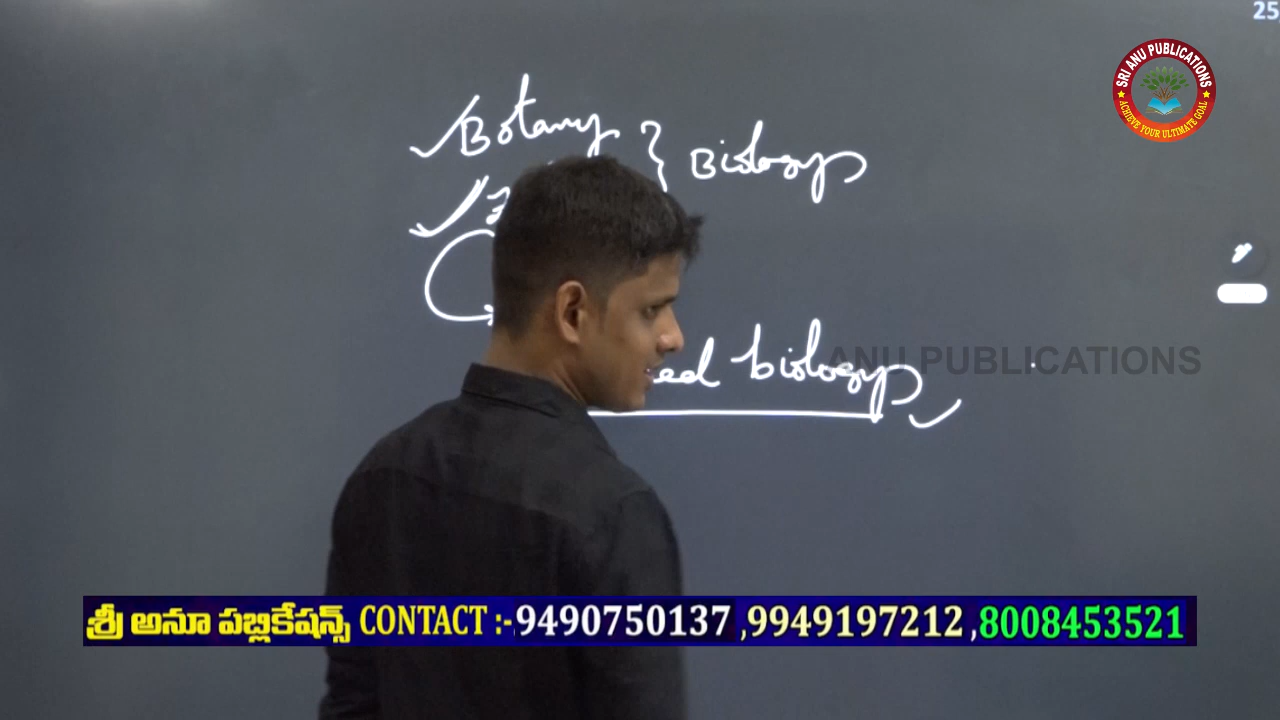 25
SRI ANU PUBLICATIONS
ACHIEVE YOUR ULTIMATE GOAL
Botany
Biology
biology
ANU PUBLICATIONS
శ్రీ అనూ పబ్లికేషన్స్ CONTACT :-9490750137 ,9949197212 ,8008453521